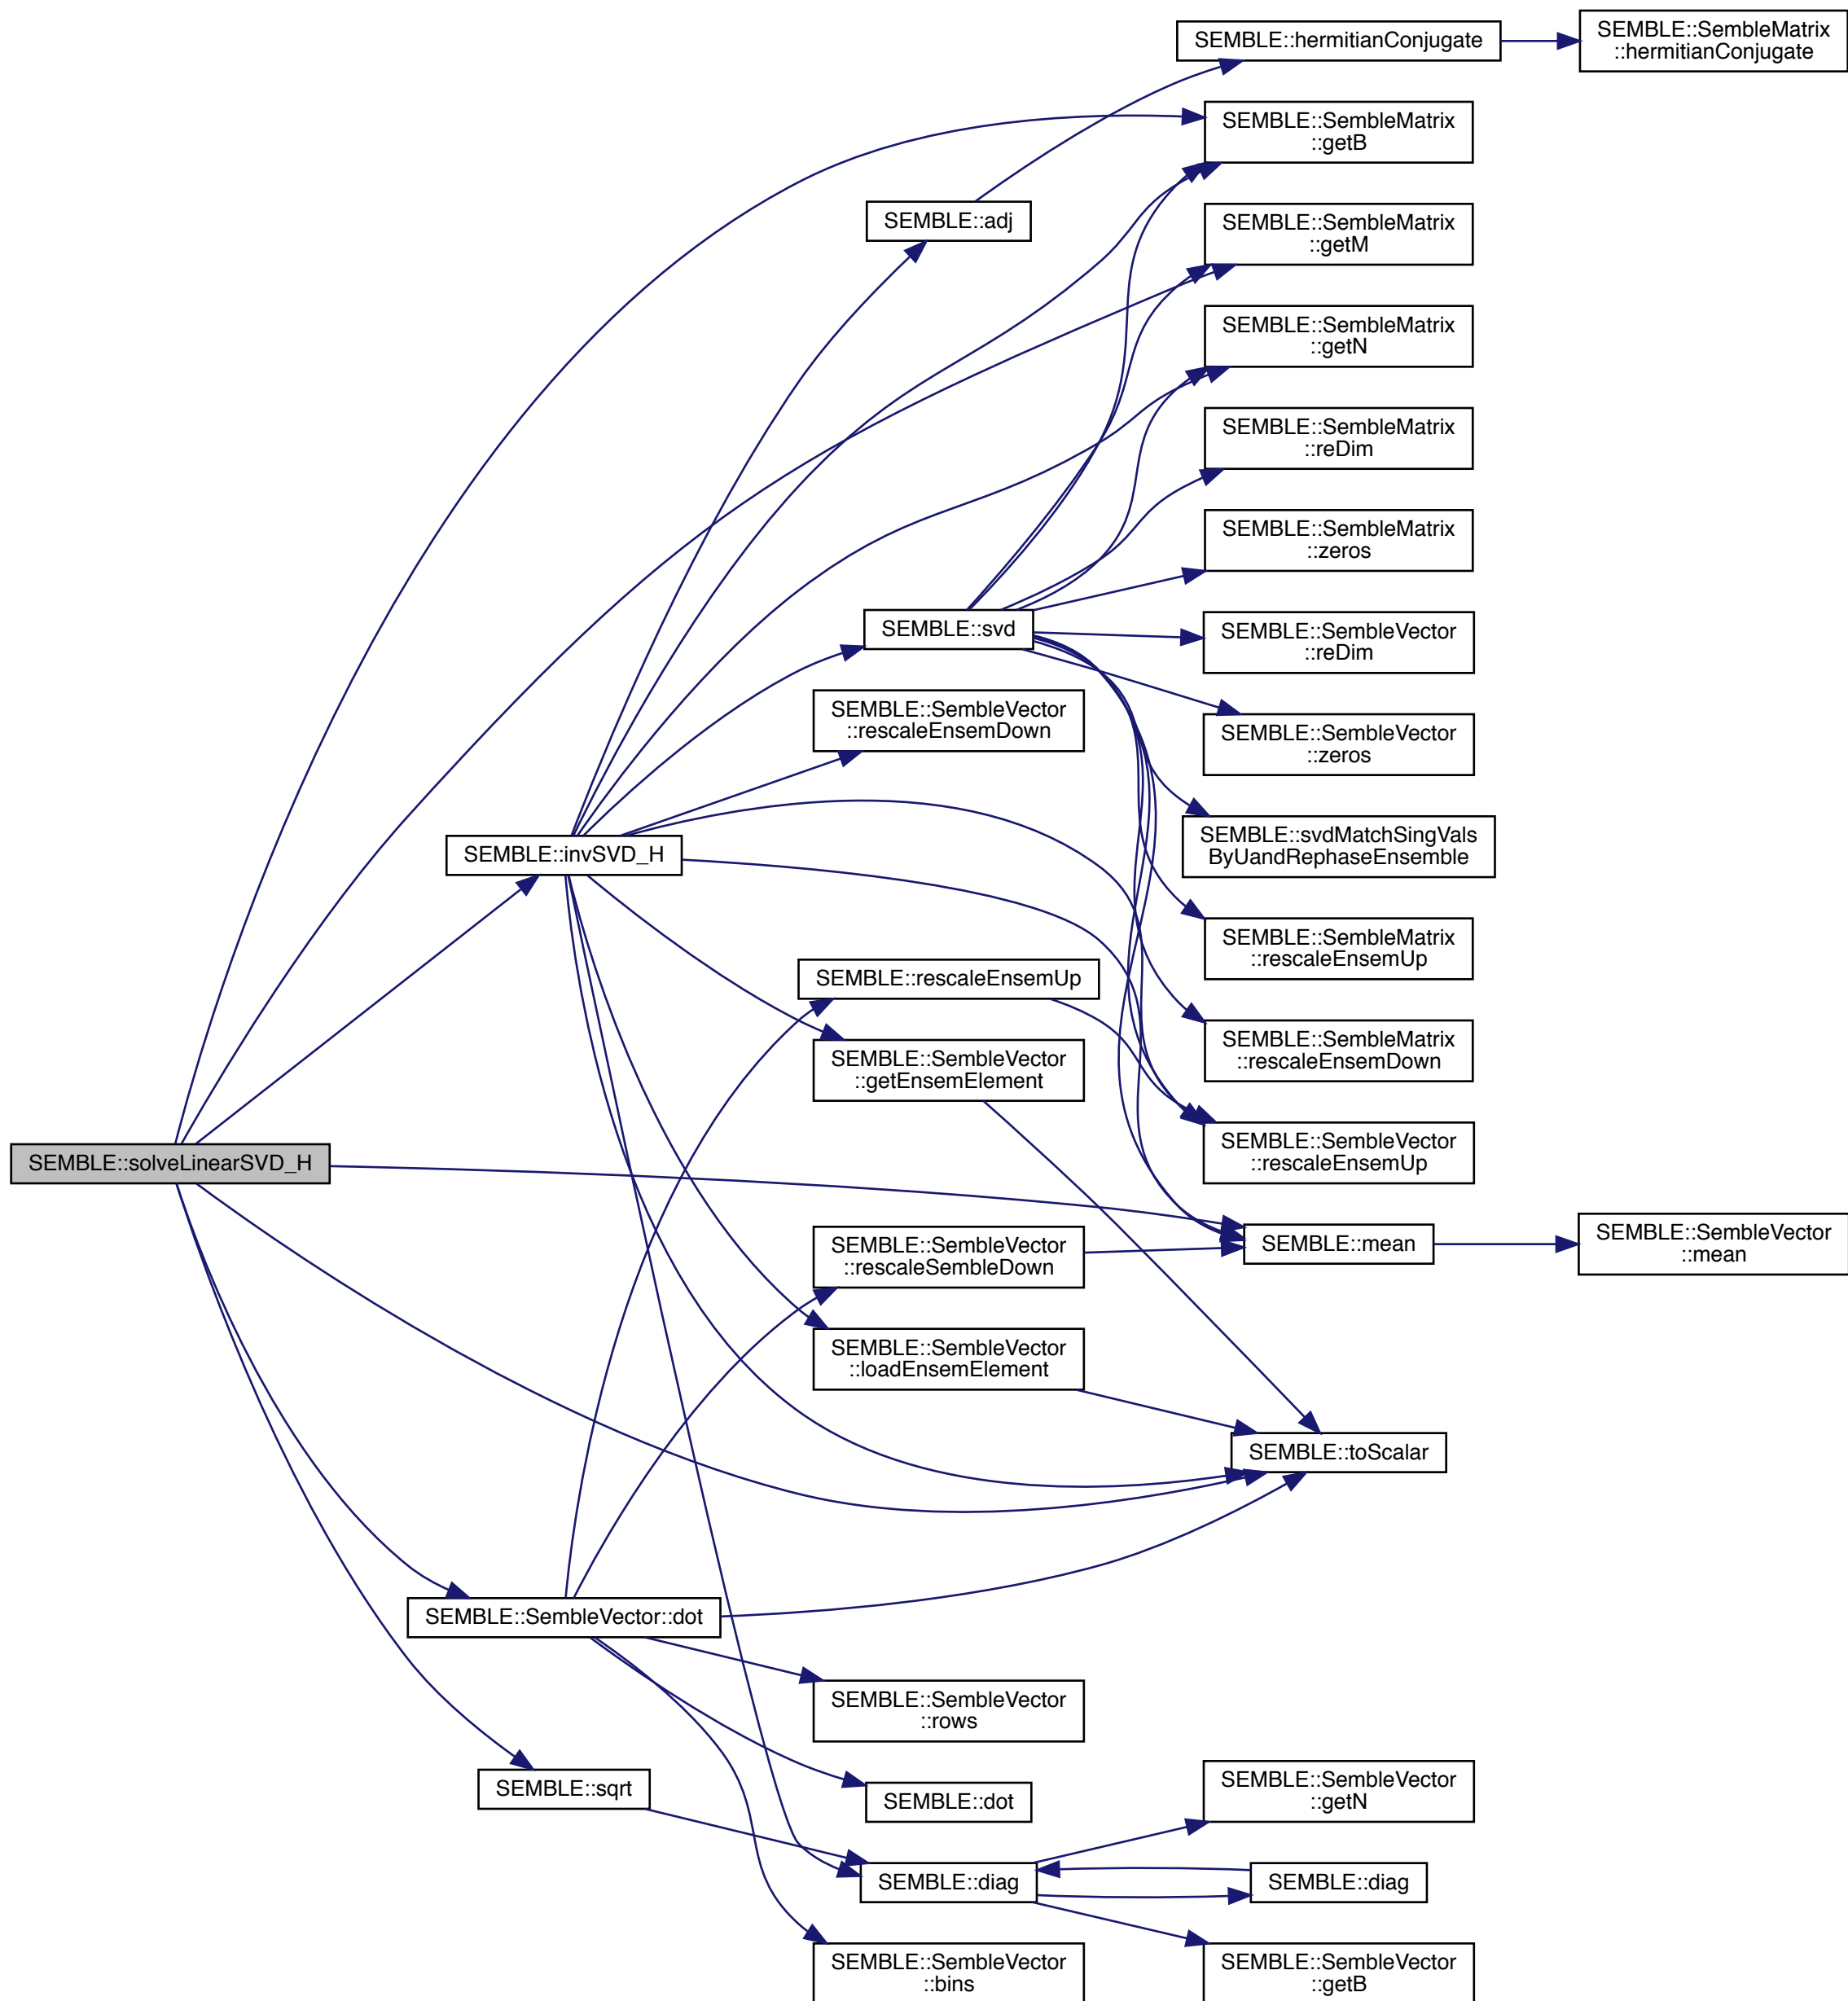 SEMBLE::hermitianConjugate
SEMBLE::SembleMatrix
::hermitianConjugate
SEMBLE::SembleMatrix
::getB
SEMBLE::adj
SEMBLE::SembleMatrix
::getM
SEMBLE::SembleMatrix
::getN
SEMBLE::SembleMatrix
::reDim
SEMBLE::SembleMatrix
::zeros
SEMBLE::svd
SEMBLE::SembleVector
::reDim
SEMBLE::SembleVector
::rescaleEnsemDown
SEMBLE::SembleVector
::zeros
SEMBLE::invSVD_H
SEMBLE::svdMatchSingVals
ByUandRephaseEnsemble
SEMBLE::SembleMatrix
::rescaleEnsemUp
SEMBLE::rescaleEnsemUp
SEMBLE::SembleVector
::getEnsemElement
SEMBLE::SembleMatrix
::rescaleEnsemDown
SEMBLE::solveLinearSVD_H
SEMBLE::SembleVector
::rescaleEnsemUp
SEMBLE::SembleVector
::rescaleSembleDown
SEMBLE::mean
SEMBLE::SembleVector
::mean
SEMBLE::SembleVector
::loadEnsemElement
SEMBLE::toScalar
SEMBLE::SembleVector::dot
SEMBLE::SembleVector
::rows
SEMBLE::sqrt
SEMBLE::dot
SEMBLE::SembleVector
::getN
SEMBLE::diag
SEMBLE::diag
SEMBLE::SembleVector
::bins
SEMBLE::SembleVector
::getB